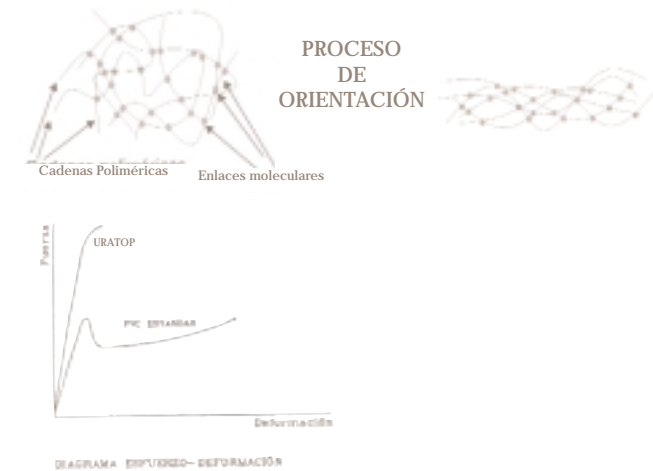 PROCESO
DE
ORIENTACIÓN
Cadenas Poliméricas
Enlaces moleculares
Fuerza
URATOP
PVC ESTANDAR
Deformación
DIAGRAMA ESFUERZO-DEFORMACIÓN